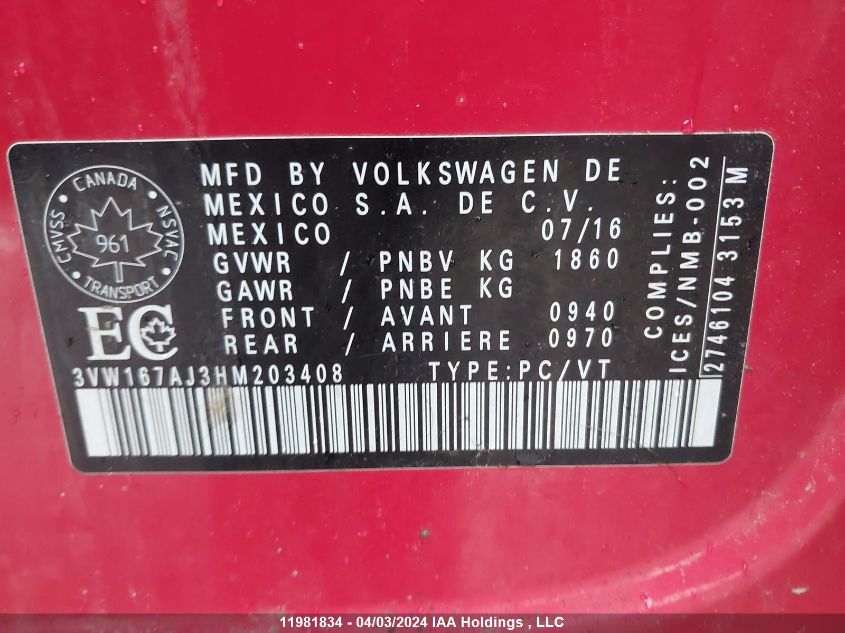 CANADA
CMVSS
NSVAC
961
TRANSPORT
EC
MFD BY VOLKSWAGEN DE
MEXICO S.A. DE C.V.
MEXICO 07/16
GVWR / PNBV KG 1860
GAWR / PNBE KG
FRONT / AVANT 0940
REAR / ARRIERE 0970
3VW167AJ3HM203408 TYPE:PC/VT
COMPLIES:
ICES/NMB-002
2746104 3153M
11981834 - 04/03/2024 IAA Holdings , LLC